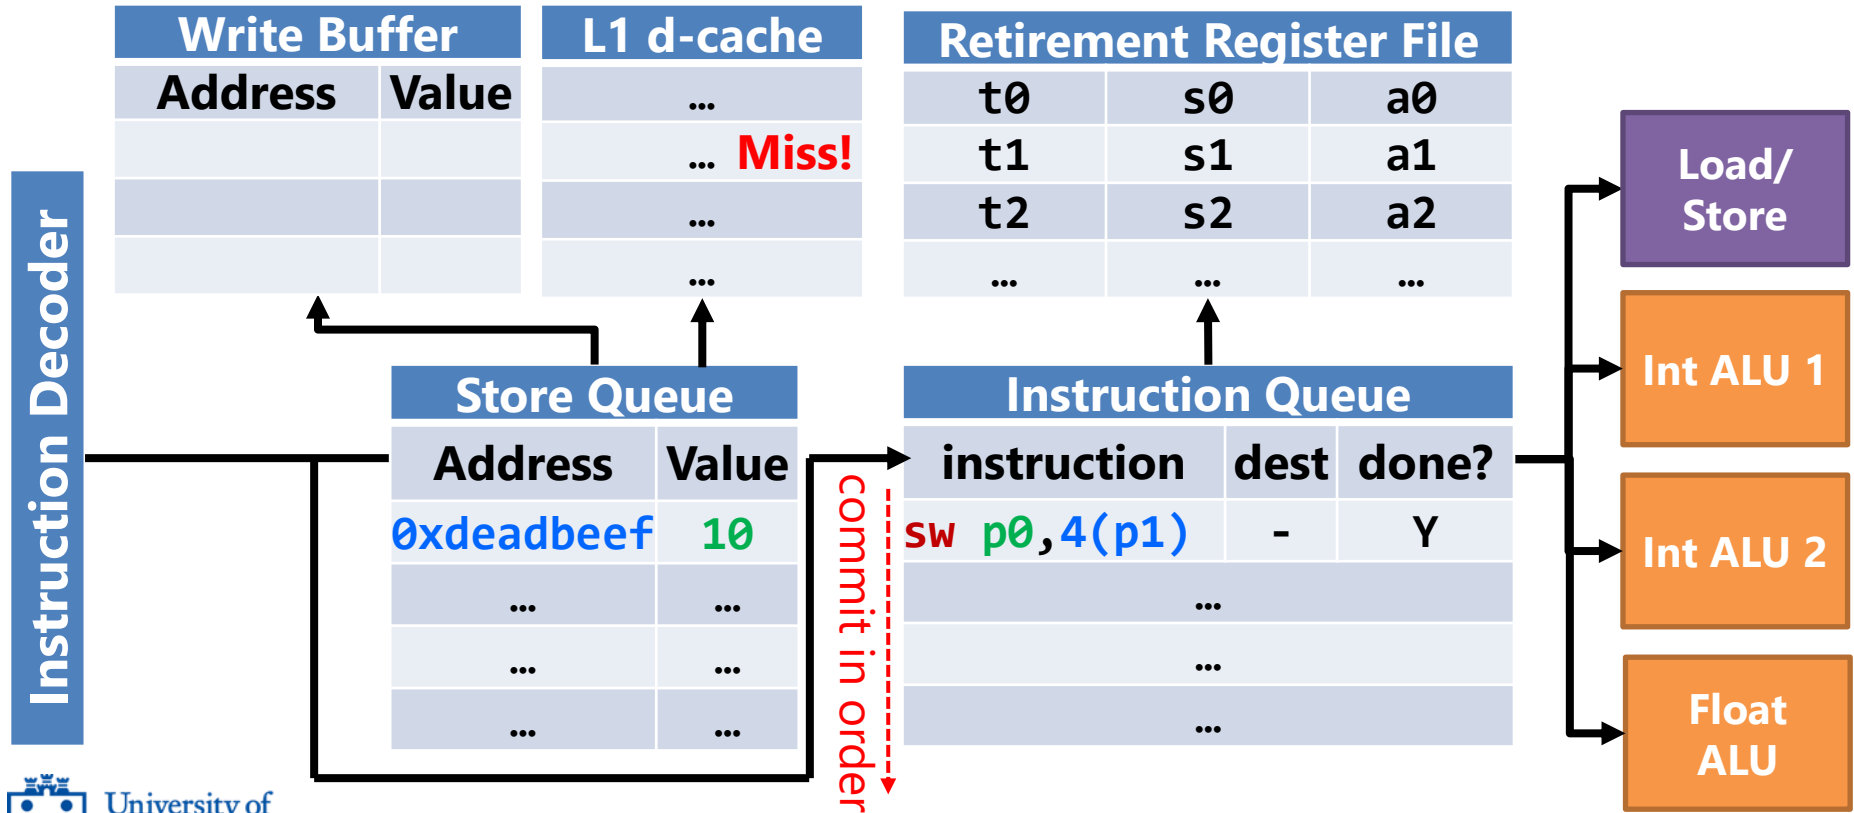 Write Buffer
Address Value
L1 d-cache
…
… Miss!
…
…
Retirement Register File
t0 s0 a0
t1 s1 a1
t2 s2 a2
… … …
Instruction Decoder
Store Queue
Address Value
0xdeadbeef 10
… …
… …
… …
commit in order
Instruction Queue
instruction dest done?
sw p0,4(p1) - Y
…
…
…
Load/
Store
Int ALU 1
Int ALU 2
Float
ALU
University of